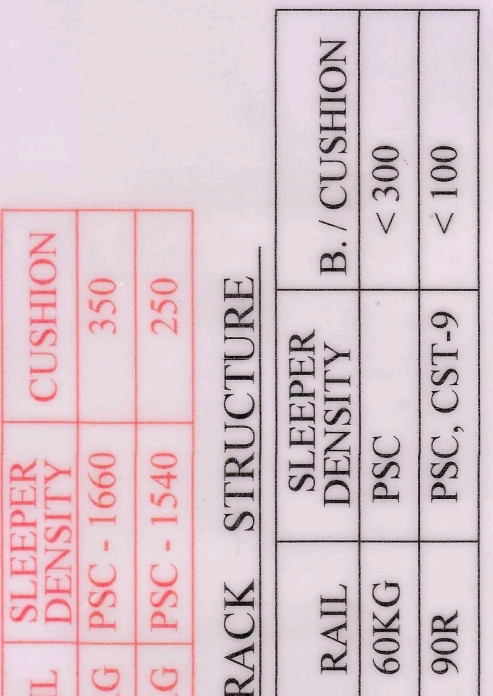 SLEEPER DENSITY CUSHION
PSC - 1660 350
PSC - 1540 250
STRUCTURE
RAIL SLEEPER DENSITY B. / CUSHION
60KG PSC < 300
90R PSC, CST-9 < 100